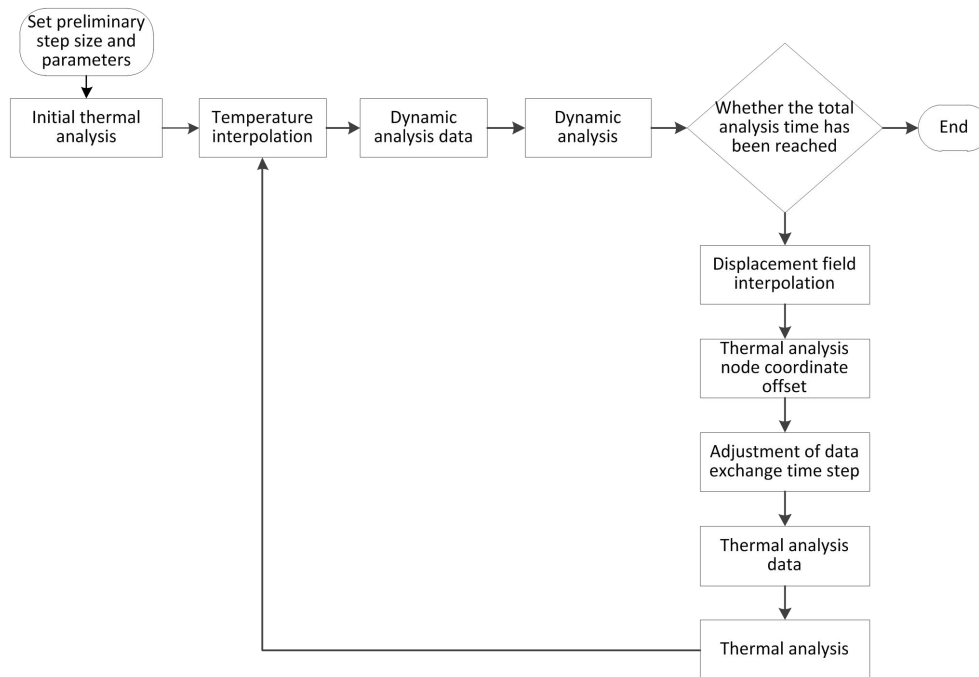 Set preliminary
step size and
parameters
Initial thermal
analysis
Temperature
interpolation
Dynamic
analysis data
Dynamic
analysis
Whether the total
analysis time has
been reached
End
Displacement field
interpolation
Thermal analysis
node coordinate
offset
Adjustment of data
exchange time step
Thermal analysis
data
Thermal analysis